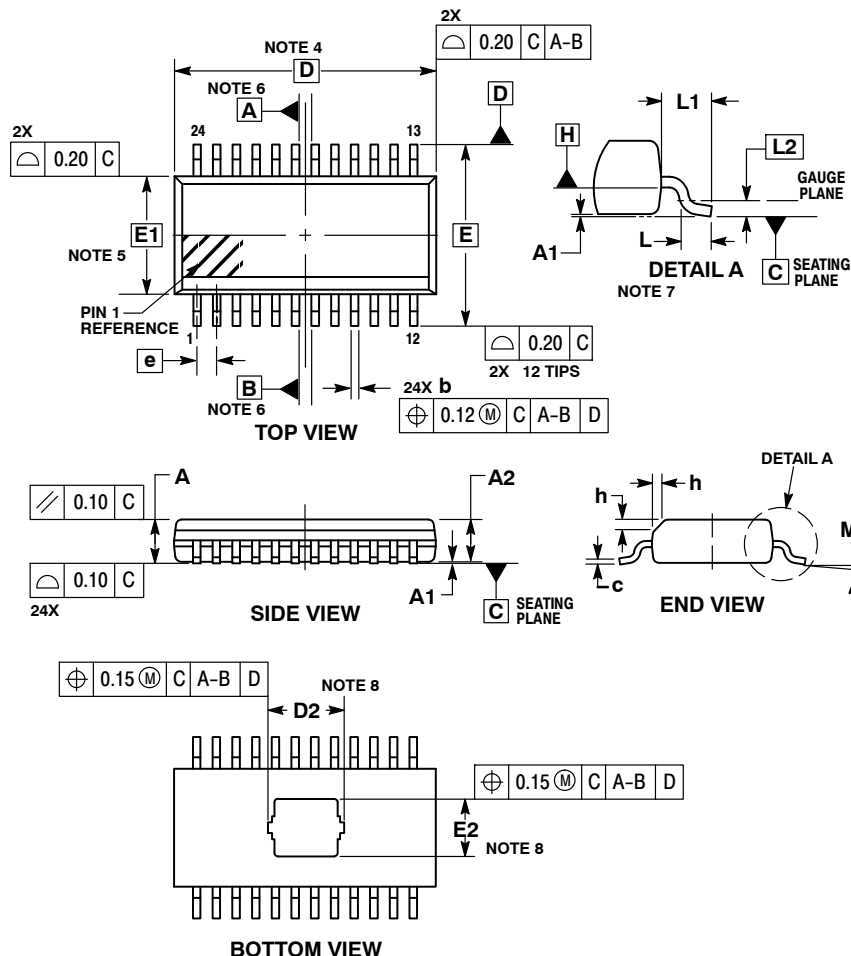 2X
0.20 C A-B
NOTE 4
D
NOTE 6
A
D
L1
24
13
2X
0.20 C
H
L2
GAUGE
PLANE
E1
E
NOTE 5
A1
L
DETAIL A
C SEATING
PLANE
NOTE 7
PIN 1
REFERENCE
1
12
0.20 C
2X 12 TIPS
e
B
NOTE 6
24X b
0.12 Ⓜ C A-B D
TOP VIEW
DETAIL A
A
A2
h
h
0.10 C
M
0.10 C
24X
A1
C SEATING
PLANE
c
SIDE VIEW
END VIEW
0.15 Ⓜ C A-B D
NOTE 8
D2
0.15 Ⓜ C A-B D
E2
NOTE 8
BOTTOM VIEW